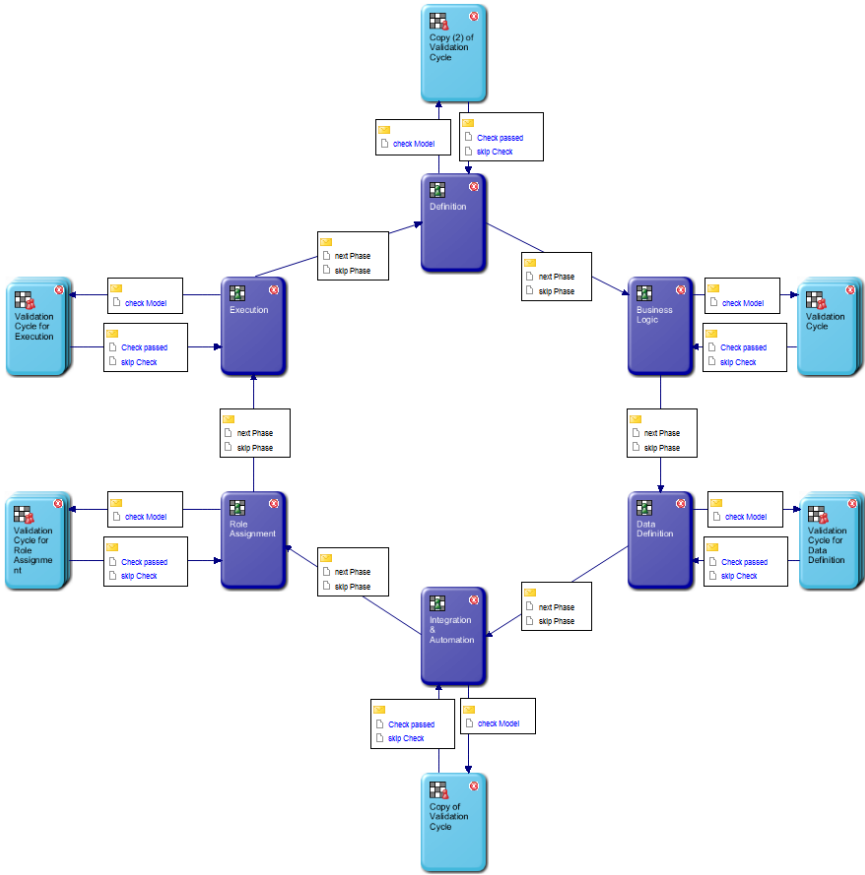 Copy (2) of
Validation
Cycle
check Model
Check passed
skip Check
Definition
next Phase
skip Phase
next Phase
skip Phase
Validation
Cycle for
Execution
check Model
Check passed
skip Check
Execution
Business
Logic
check Model
Check passed
skip Check
Validation
Cycle
next Phase
skip Phase
next Phase
skip Phase
Validation
Cycle for
Role
Assignme
nt
check Model
Check passed
skip Check
Role
Assignment
Data
Definition
check Model
Check passed
skip Check
Validation
Cycle for
Data
Definition
next Phase
skip Phase
Integration
&
Automation
next Phase
skip Phase
Check passed
skip Check
check Model
Copy of
Validation
Cycle